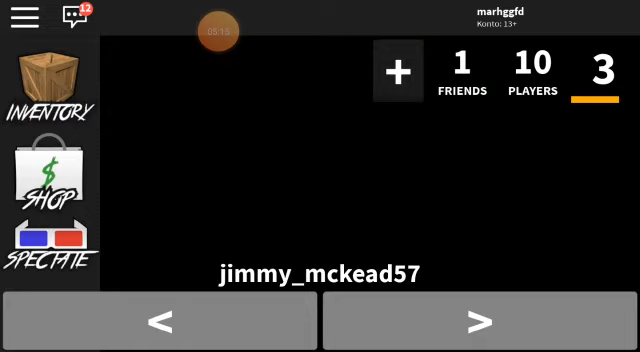 12
05:15
marhggfd
Konto: 13+
+
1
10
3
FRIENDS
PLAYERS
INVENTORY
$
SHOP
SPECTATE
jimmy_mckead57
<
>